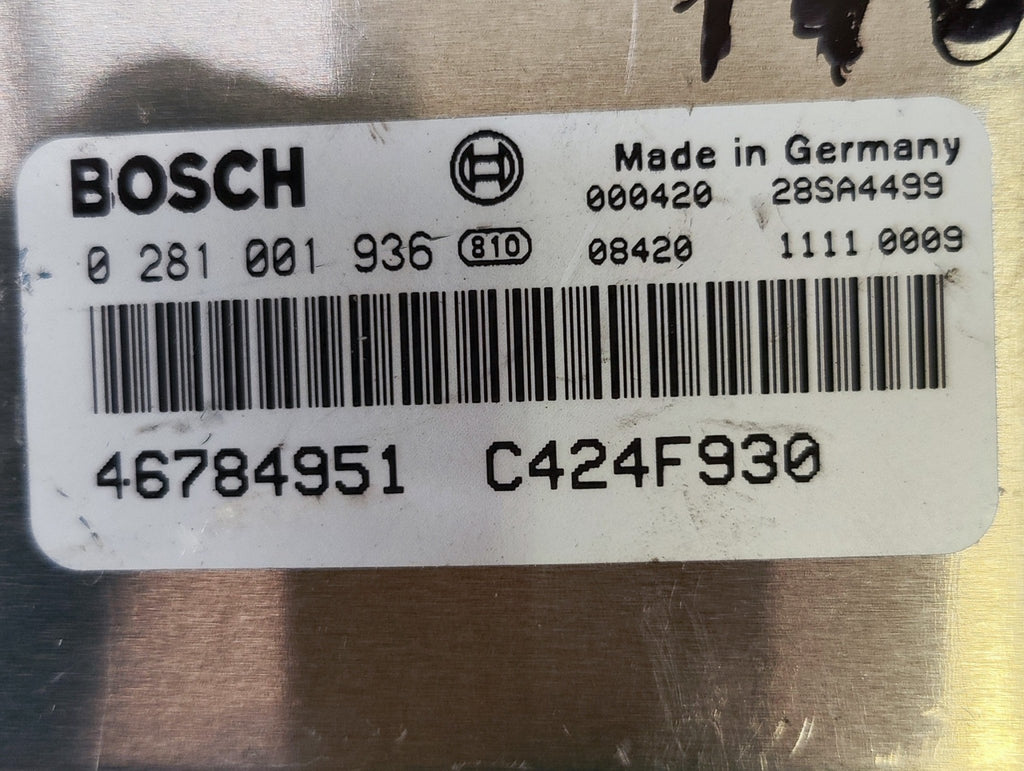 BOSCH Made in Germany
000420 28SA4499
0 281 001 936 810 08420 1111 0009
46784951 C424F930